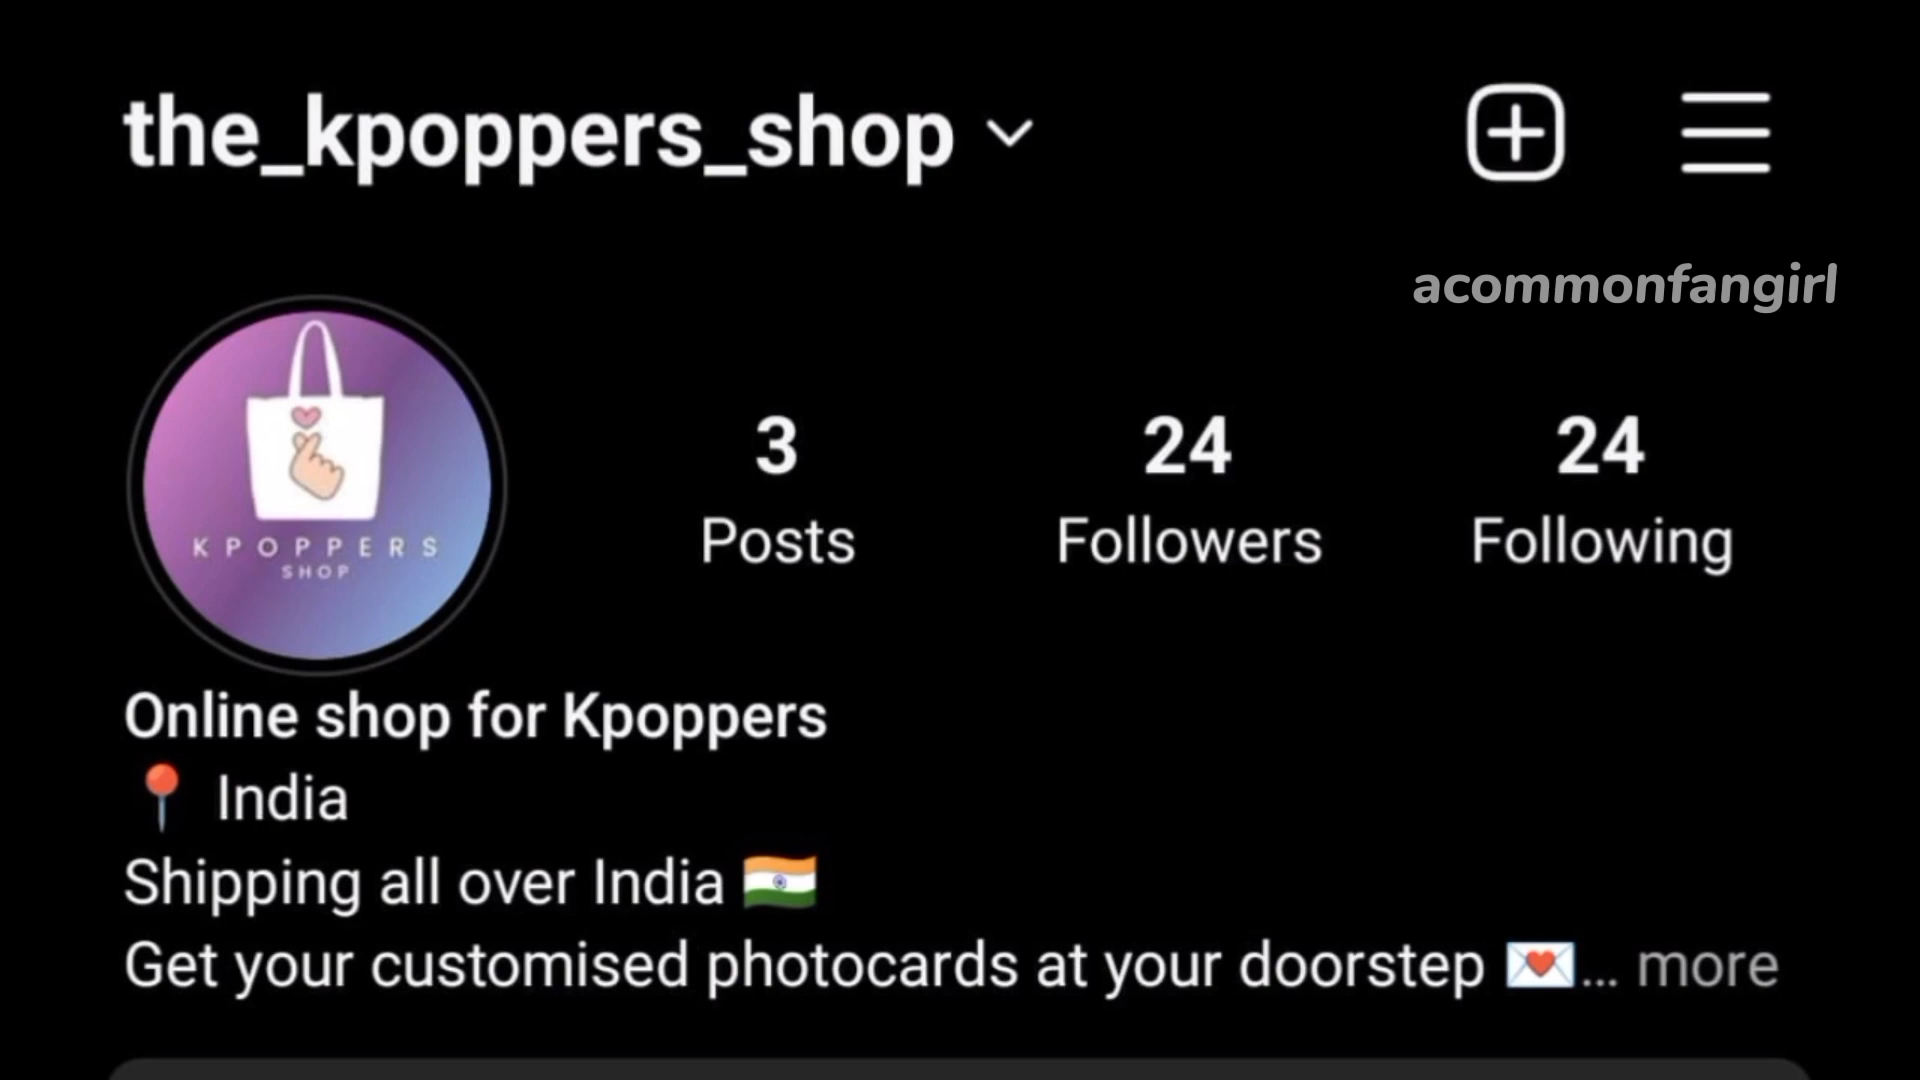 the_kpoppers_shop
acommonfangirl
KPOPPERS
SHOP
3
Posts
24
Followers
24
Following
Online shop for Kpoppers
📍 India
Shipping all over India 🇮🇳
Get your customised photocards at your doorstep 💌... more